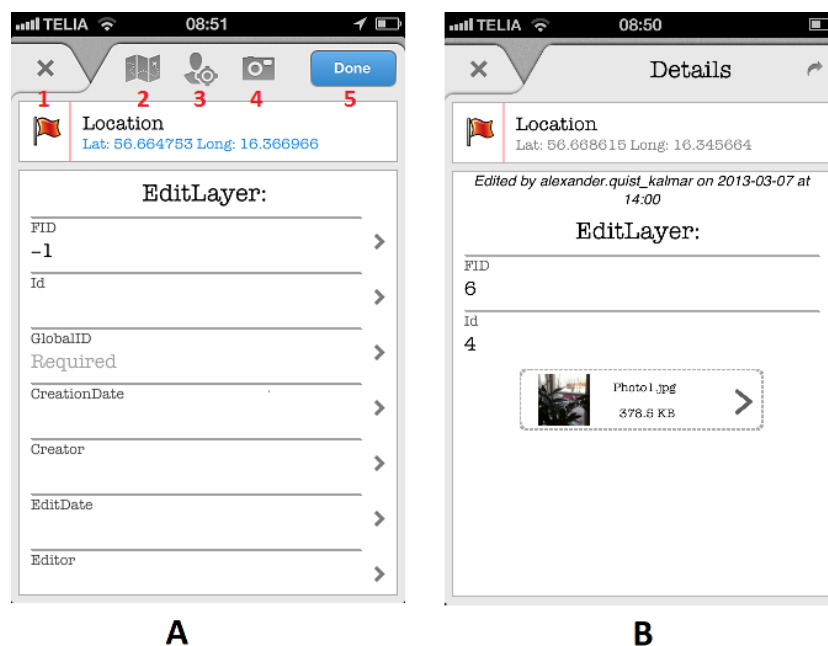 TELIA 08:51
Done
1 2 3 4 5
Location
Lat: 56.664753 Long: 16.366966
EditLayer:
FID
-1
Id
GlobalID
Required
CreationDate
Creator
EditDate
Editor
A
TELIA 08:50
Details
Location
Lat: 56.668615 Long: 16.345664
Edited by alexander.quist_kalmar on 2013-03-07 at
14:00
EditLayer:
FID
6
Id
4
Photo1.jpg
378.5 KB
B